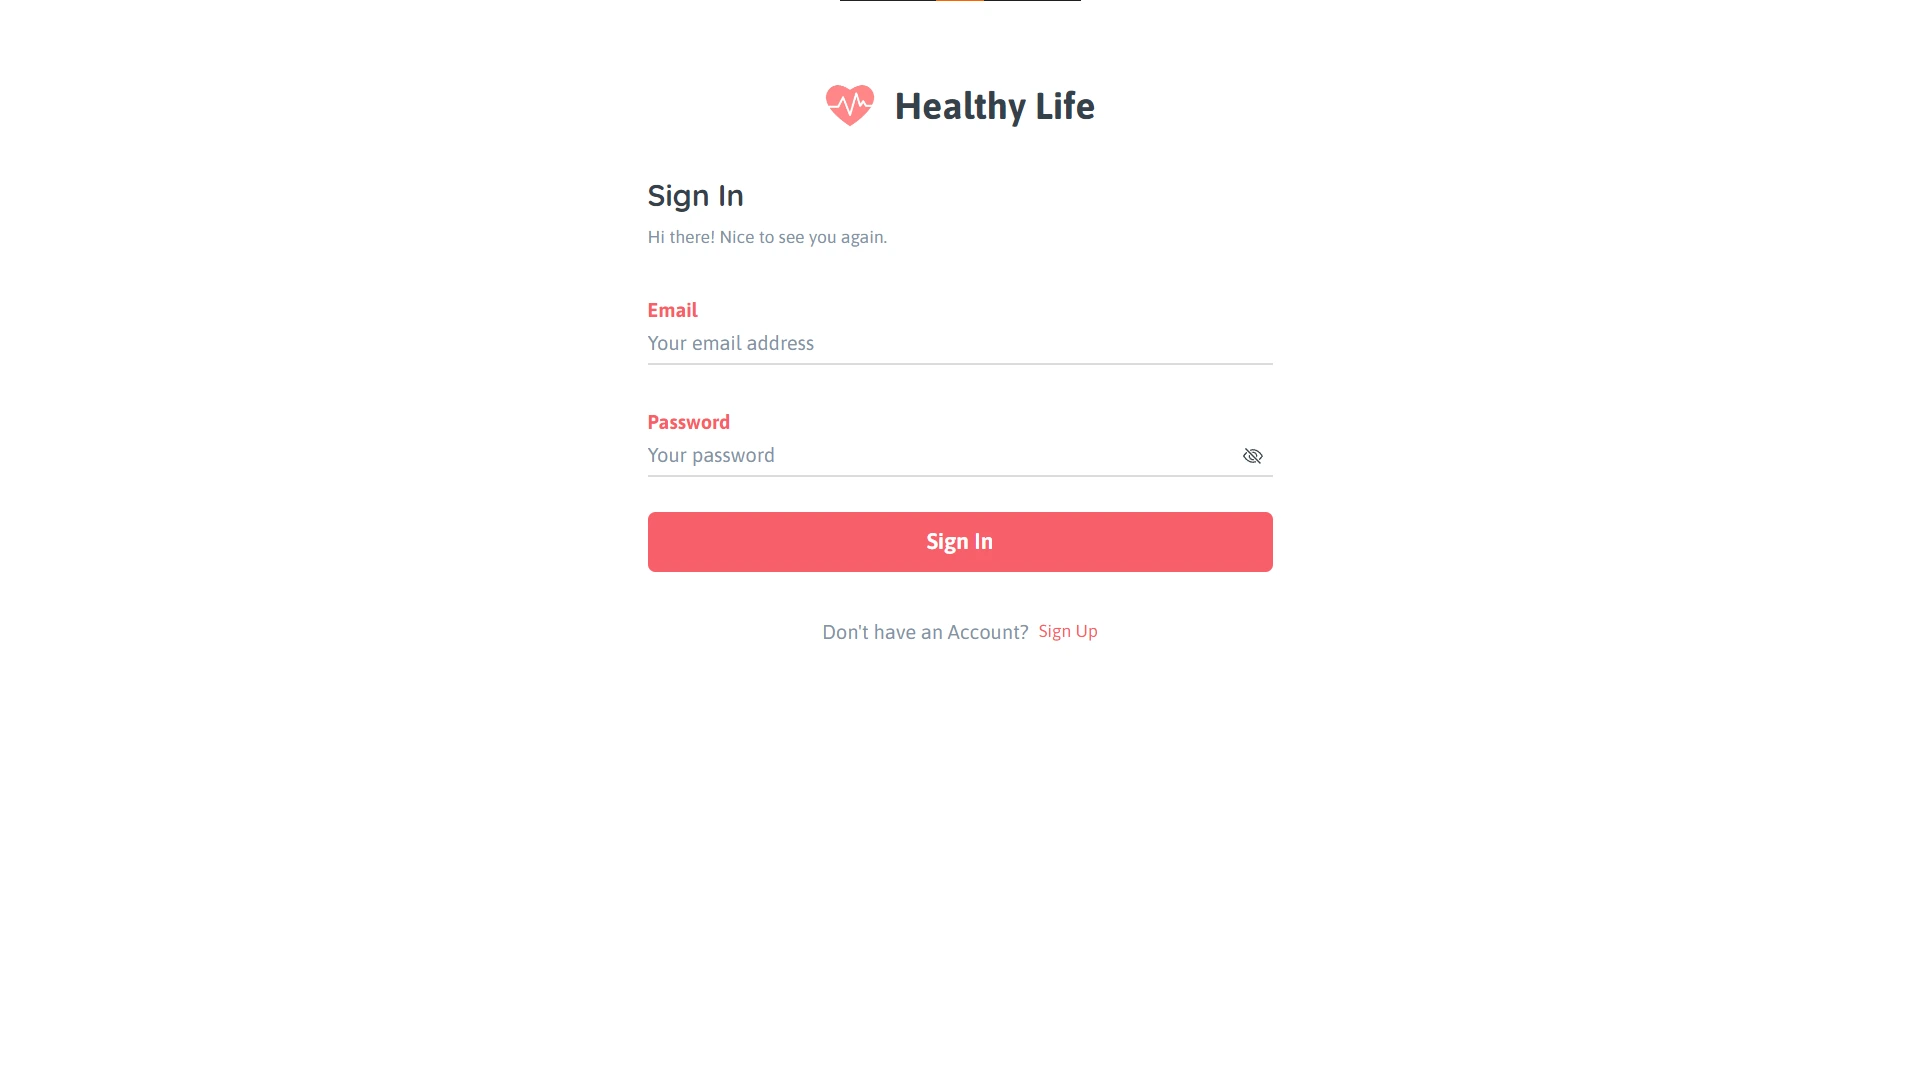 Healthy Life
Sign In
Hi there! Nice to see you again.
Email
Your email address
Password
Your password
Sign In
Don't have an Account? Sign Up